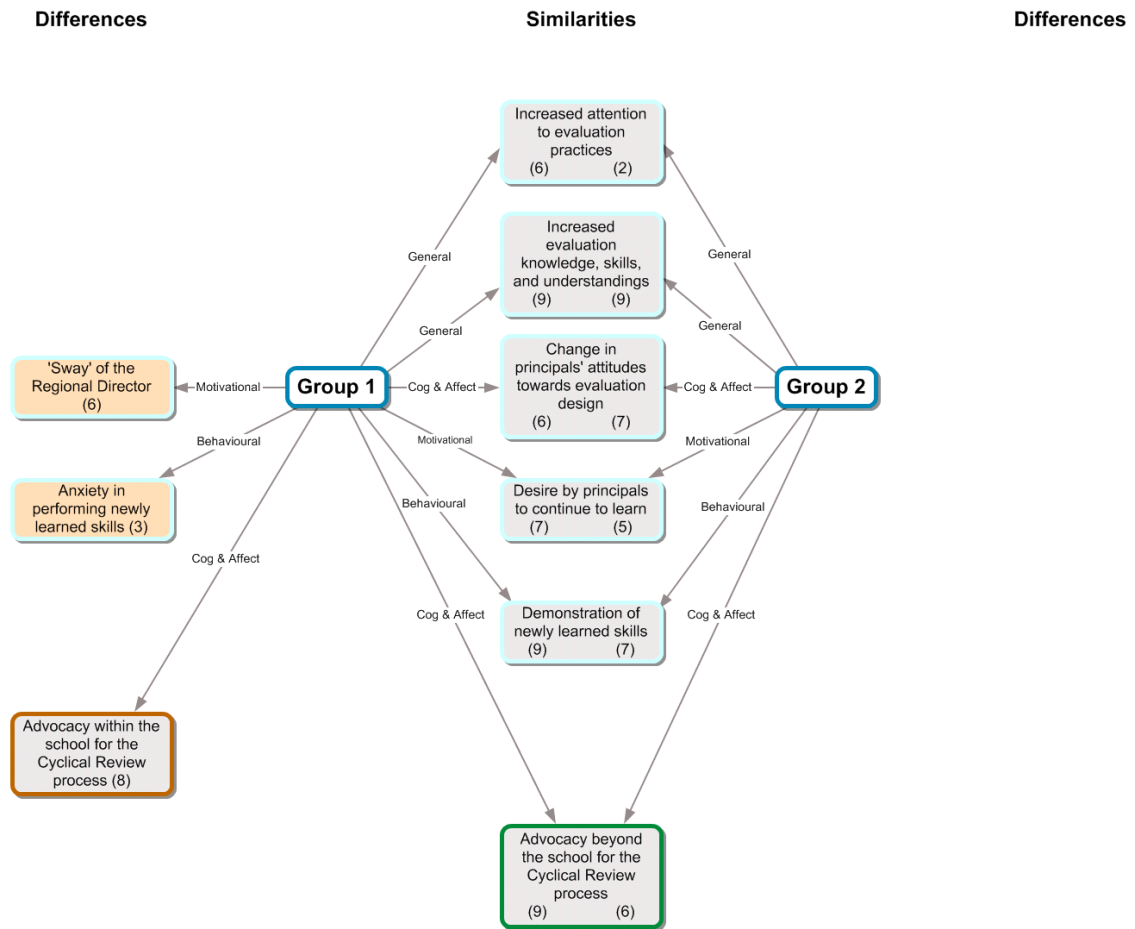 Differences
Similarities
Differences
Increased attention
to evaluation
practices
(6) (2)
General
General
Increased
evaluation
knowledge, skills,
and understandings
(9) (9)
General
General
'Sway' of the
Regional Director
(6)
Motivational
Group 1
Cog & Affect
Change in
principals' attitudes
towards evaluation
design
(6) (7)
Cog & Affect
Group 2
Behavioural
Motivational
Motivational
Anxiety in
performing newly
learned skills (3)
Desire by principals
to continue to learn
(7) (5)
Behavioural
Behavioural
Cog & Affect
Cog & Affect
Demonstration of
newly learned skills
(9) (7)
Cog & Affect
Advocacy within the
school for the
Cyclical Review
process (8)
Advocacy beyond
the school for the
Cyclical Review
process
(9) (6)